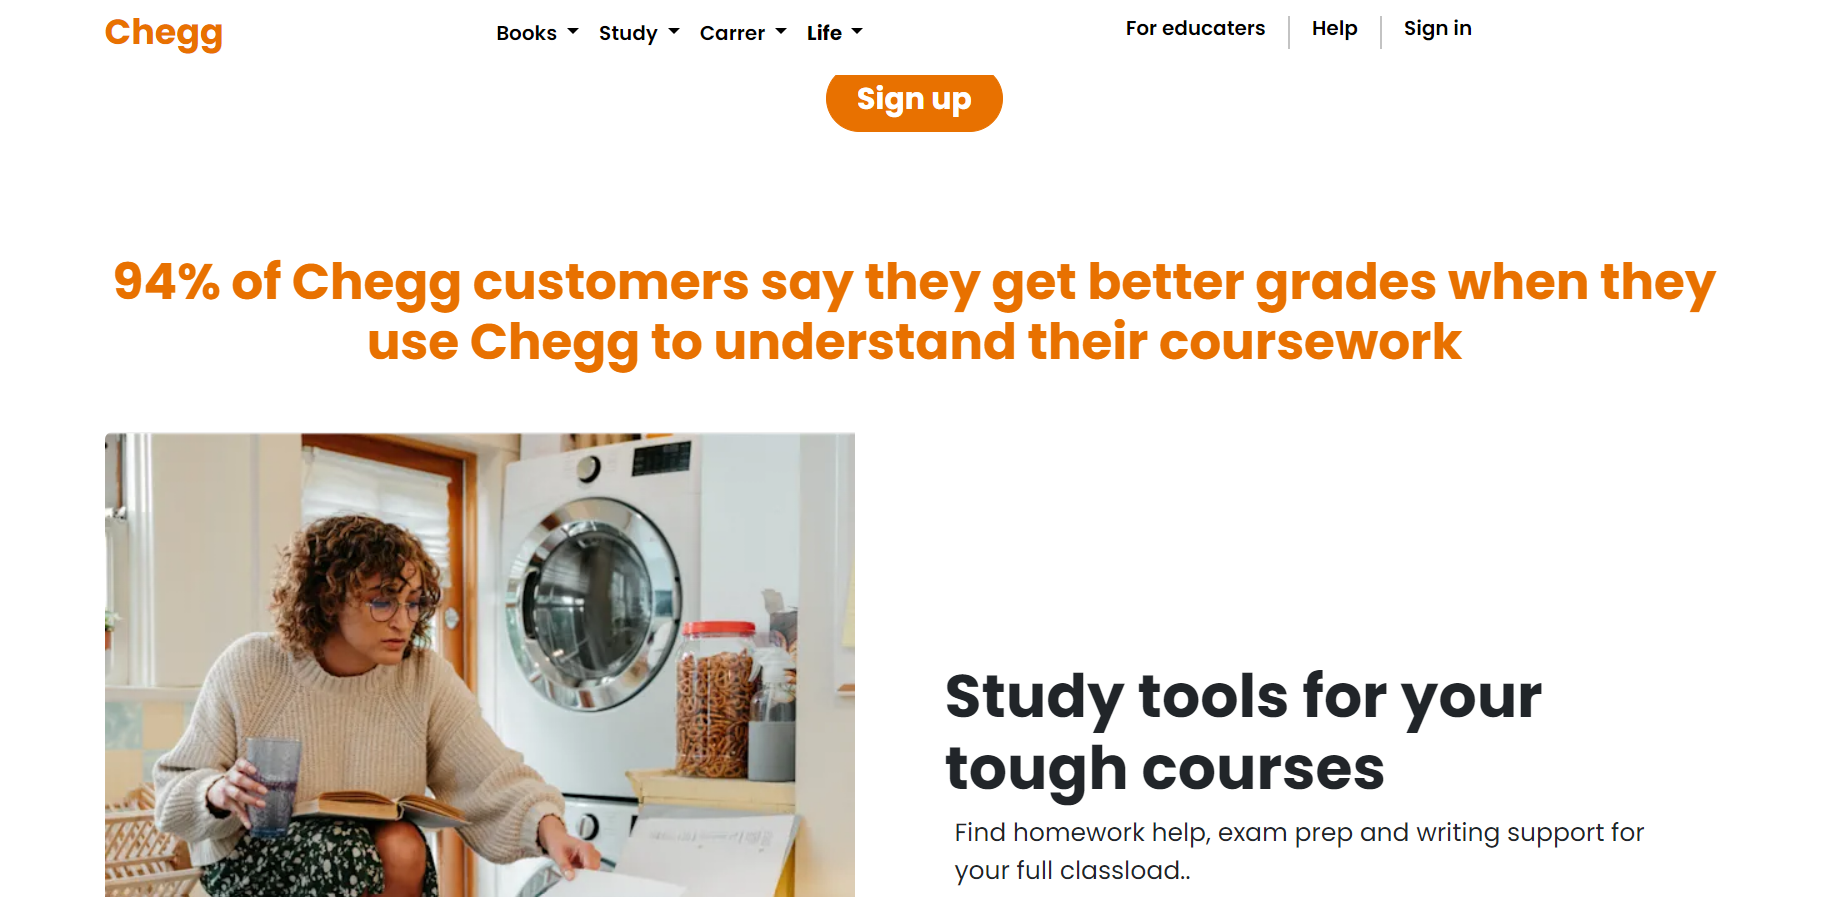 Chegg
Books
Study
Carrer
Life
For educaters
Help
Sign in
Sign up
94% of Chegg customers say they get better grades when they
use Chegg to understand their coursework
Study tools for your
tough courses
Find homework help, exam prep and writing support for
your full classload..